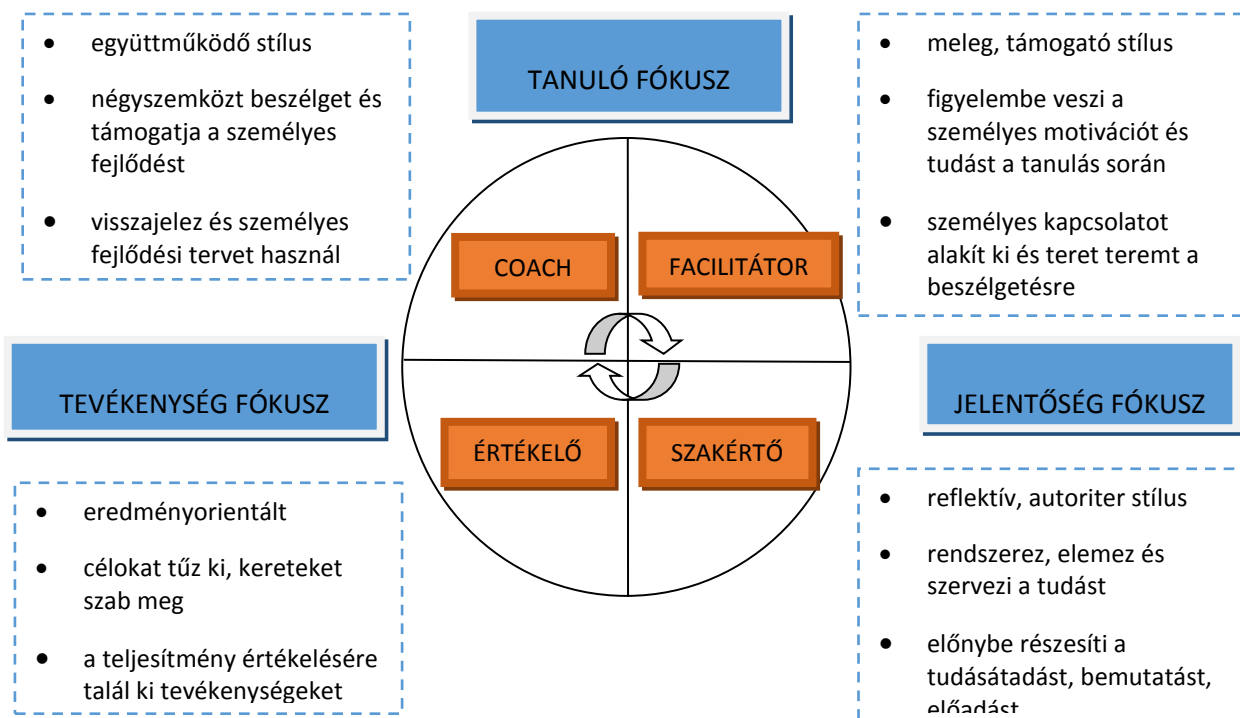 • együttműködő stílus
• négyszemközt beszélget és
támogatja a személyes
fejlődést
• visszajelez és személyes
fejlődési tervet használ
TANULÓ FÓKUSZ
• meleg, támogató stílus
• figyelembe veszi a
személyes motivációt és
tudást a tanulás során
• személyes kapcsolatot
alakít ki és teret teremt a
beszélgetésre
COACH
FACILITÁTOR
TEVÉKENYSÉG FÓKUSZ
JELENTŐSÉG FÓKUSZ
ÉRTÉKELŐ
SZAKÉRTŐ
• eredményorientált
• célokat tűz ki, kereteket
szab meg
• a teljesítmény értékelésére
talál ki tevékenységeket
• reflektív, autoriter stílus
• rendszerez, elemez és
szervezi a tudást
• előnybe részesíti a
tudásátadást, bemutatást,
előadást